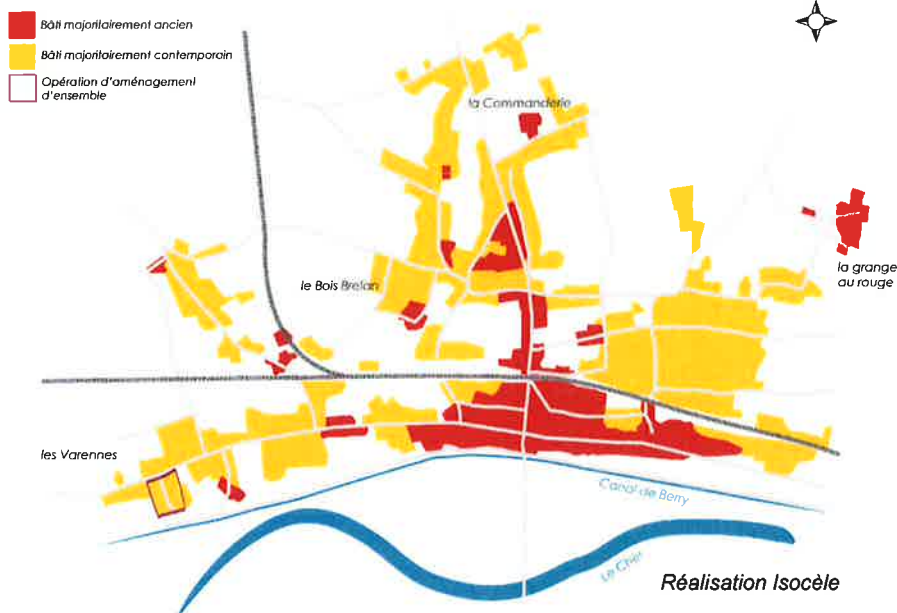 Bâti majoritairement ancien
Bâti majoritairement contemporain
Opération d'aménagement
d'ensemble
la Commanderie
la grange
au rouge
le Bois Brelan
les Varennes
Canal de Berry
Le Cher
Réalisation Isocèle